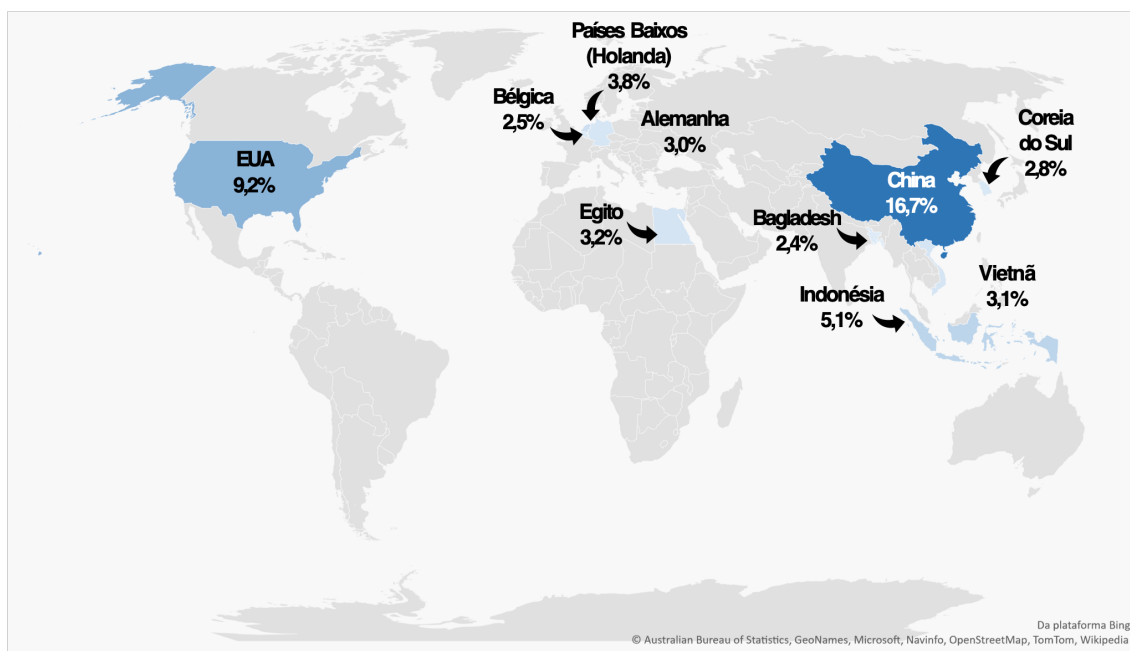 Países Baixos
(Holanda)
3,8%
Bélgica
2,5%
Alemanha
3,0%
Coreia
do Sul
2,8%
EUA
9,2%
China
16,7%
Egito
3,2%
Bagladesh
2,4%
Vietnã
3,1%
Indonésia
5,1%
Da plataforma Bing
© Australian Bureau of Statistics, GeoNames, Microsoft, Navinfo, OpenStreetMap, TomTom, Wikipedia